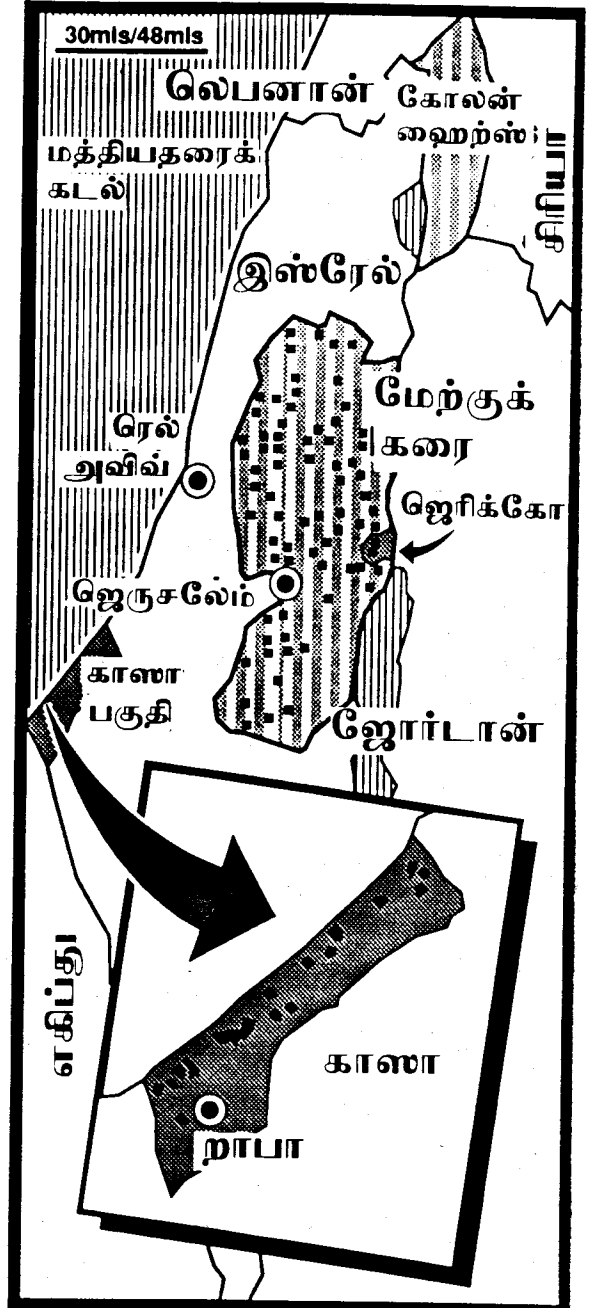 30mls/48mls
லெபனான்
கோலன்
ஹைற்ஸ்
மத்தியதரைக்
கடல்
சிரியா
இஸ்ரேல்
மேற்குக்
கரை
ரெல்
அவிவ்
ஜெரிக்கோ
ஜெருசலேம்
காஸா
பகுதி
ஜோர்டான்
எகிப்து
காஸா
றாபா